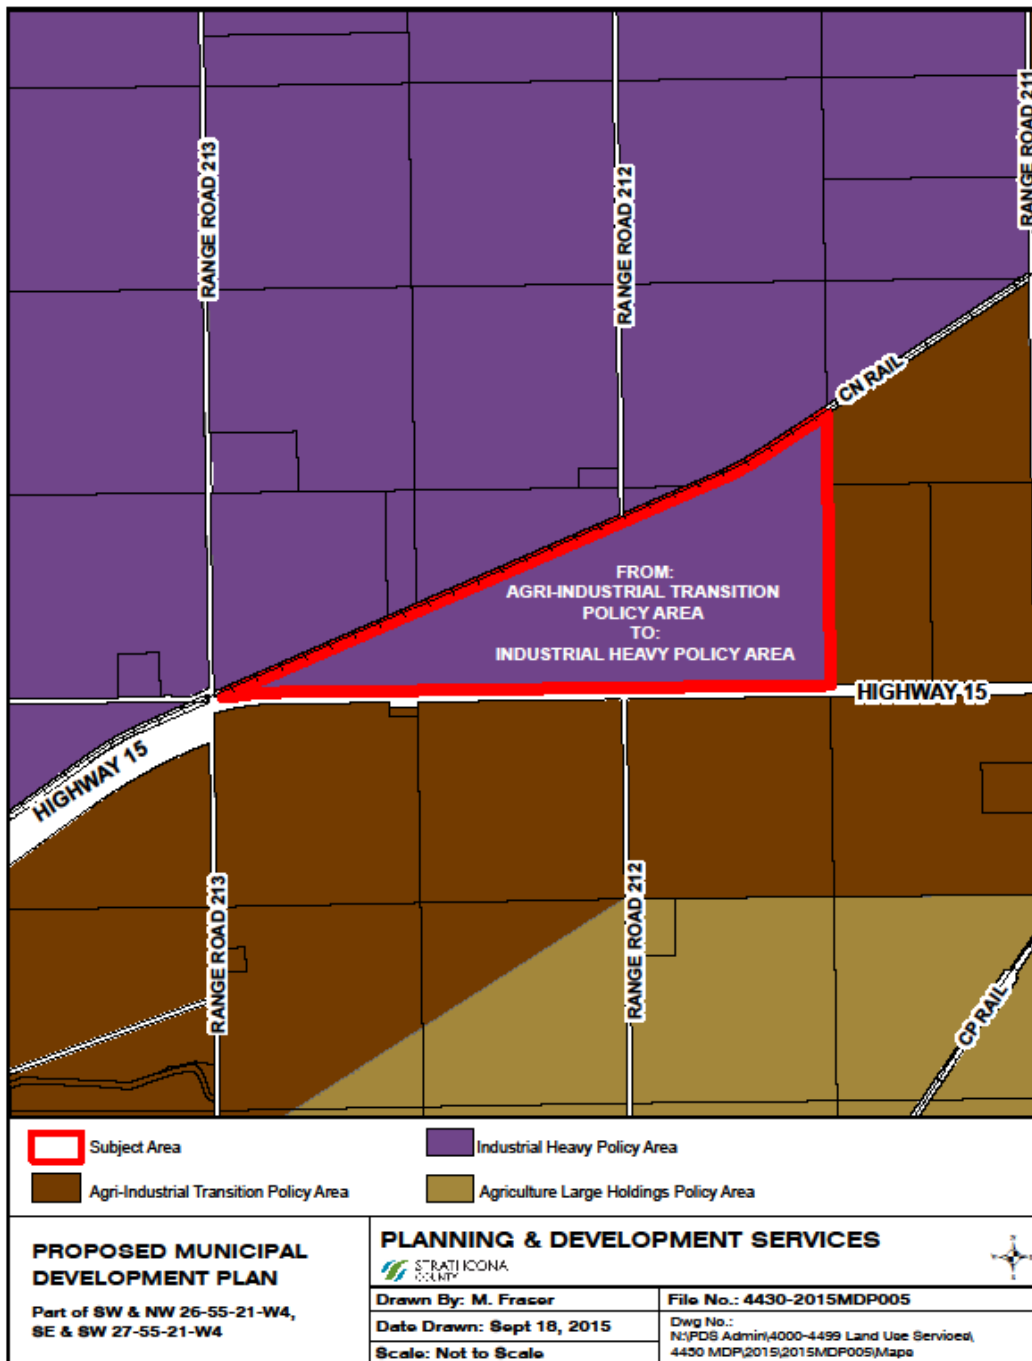 RANGE ROAD 213
RANGE ROAD 212
RANGE ROAD 211
CN RAIL
FROM:
AGRI-INDUSTRIAL TRANSITION
POLICY AREA
TO:
INDUSTRIAL HEAVY POLICY AREA
HIGHWAY 15
HIGHWAY 15
RANGE ROAD 213
RANGE ROAD 212
CP RAIL
Subject Area
Industrial Heavy Policy Area
Agri-Industrial Transition Policy Area
Agriculture Large Holdings Policy Area
PROPOSED MUNICIPAL
DEVELOPMENT PLAN
Part of SW & NW 26-55-21-W4,
SE & SW 27-55-21-W4
PLANNING & DEVELOPMENT SERVICES
STRATHCONA
COUNTY
Drawn By: M. Fraser
File No.: 4430-2015MDP005
Date Drawn: Sept 18, 2015
Dwg No.:
N:\PDS Admin\4000-4499 Land Use Services\
4430 MDP\2015\2015MDP005\Maps
Scale: Not to Scale